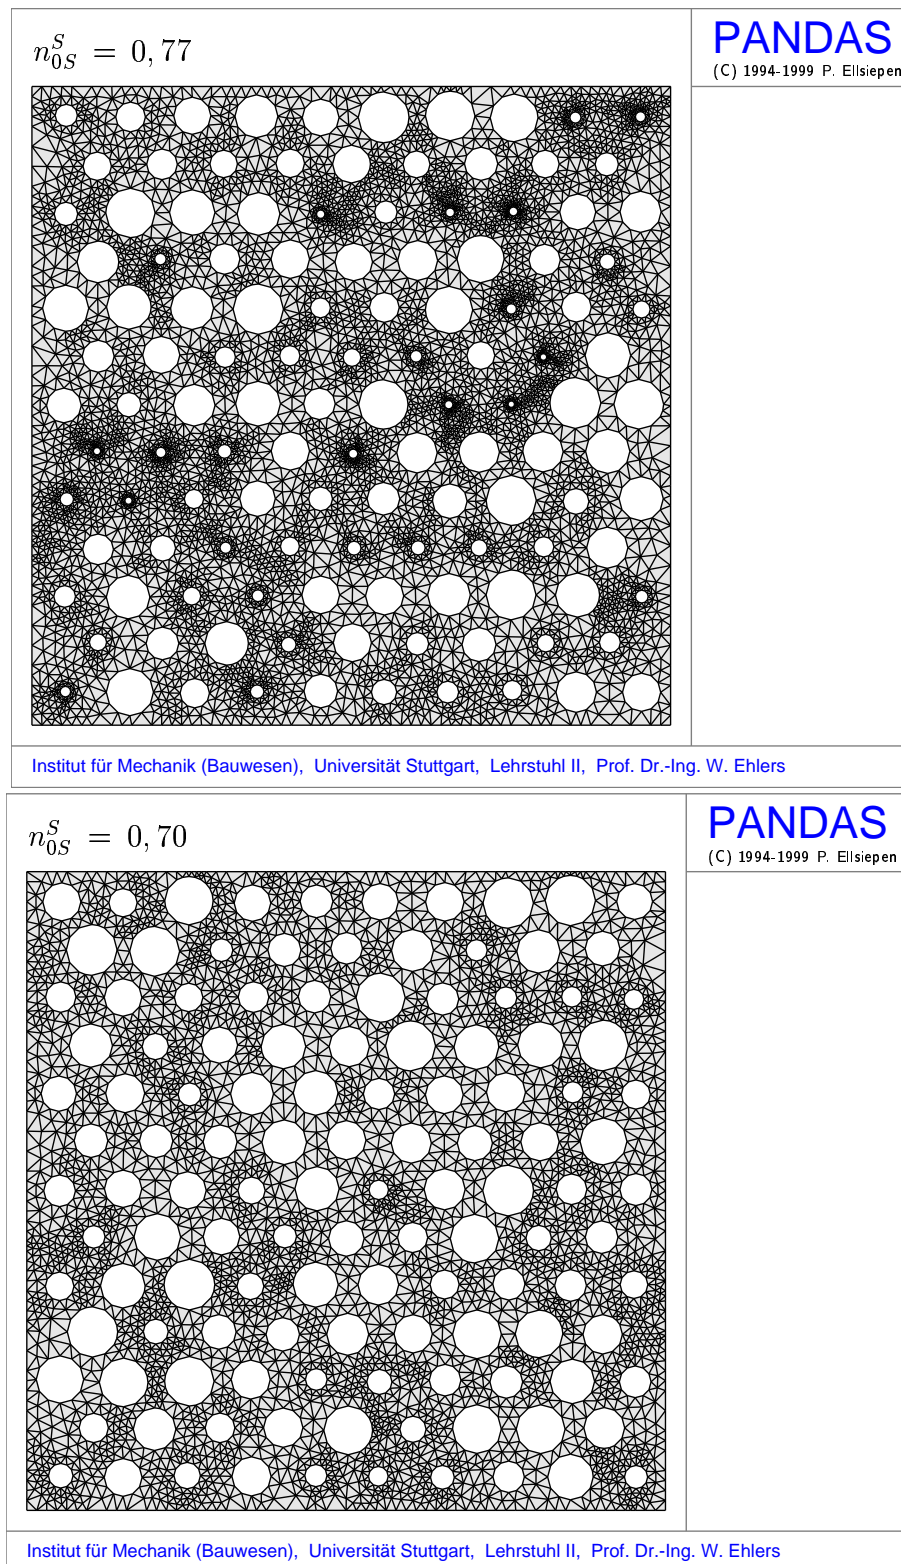 n_{0S}^{S} = 0,77
PANDAS
(C) 1994-1999 P. Ellsiepen
Institut für Mechanik (Bauwesen), Universität Stuttgart, Lehrstuhl II, Prof. Dr.-Ing. W. Ehlers
n_{0S}^{S} = 0,70
PANDAS
(C) 1994-1999 P. Ellsiepen
Institut für Mechanik (Bauwesen), Universität Stuttgart, Lehrstuhl II, Prof. Dr.-Ing. W. Ehlers